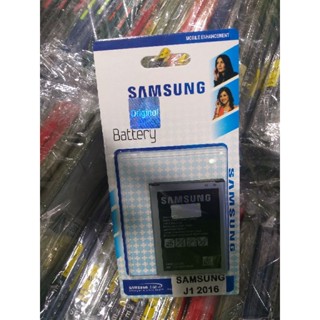 MOBILE ENHANCEMENT
SAMSUNG
Original
Battery
SAMSUNG
SAMSUNG
SAMSUNG
J1 2016